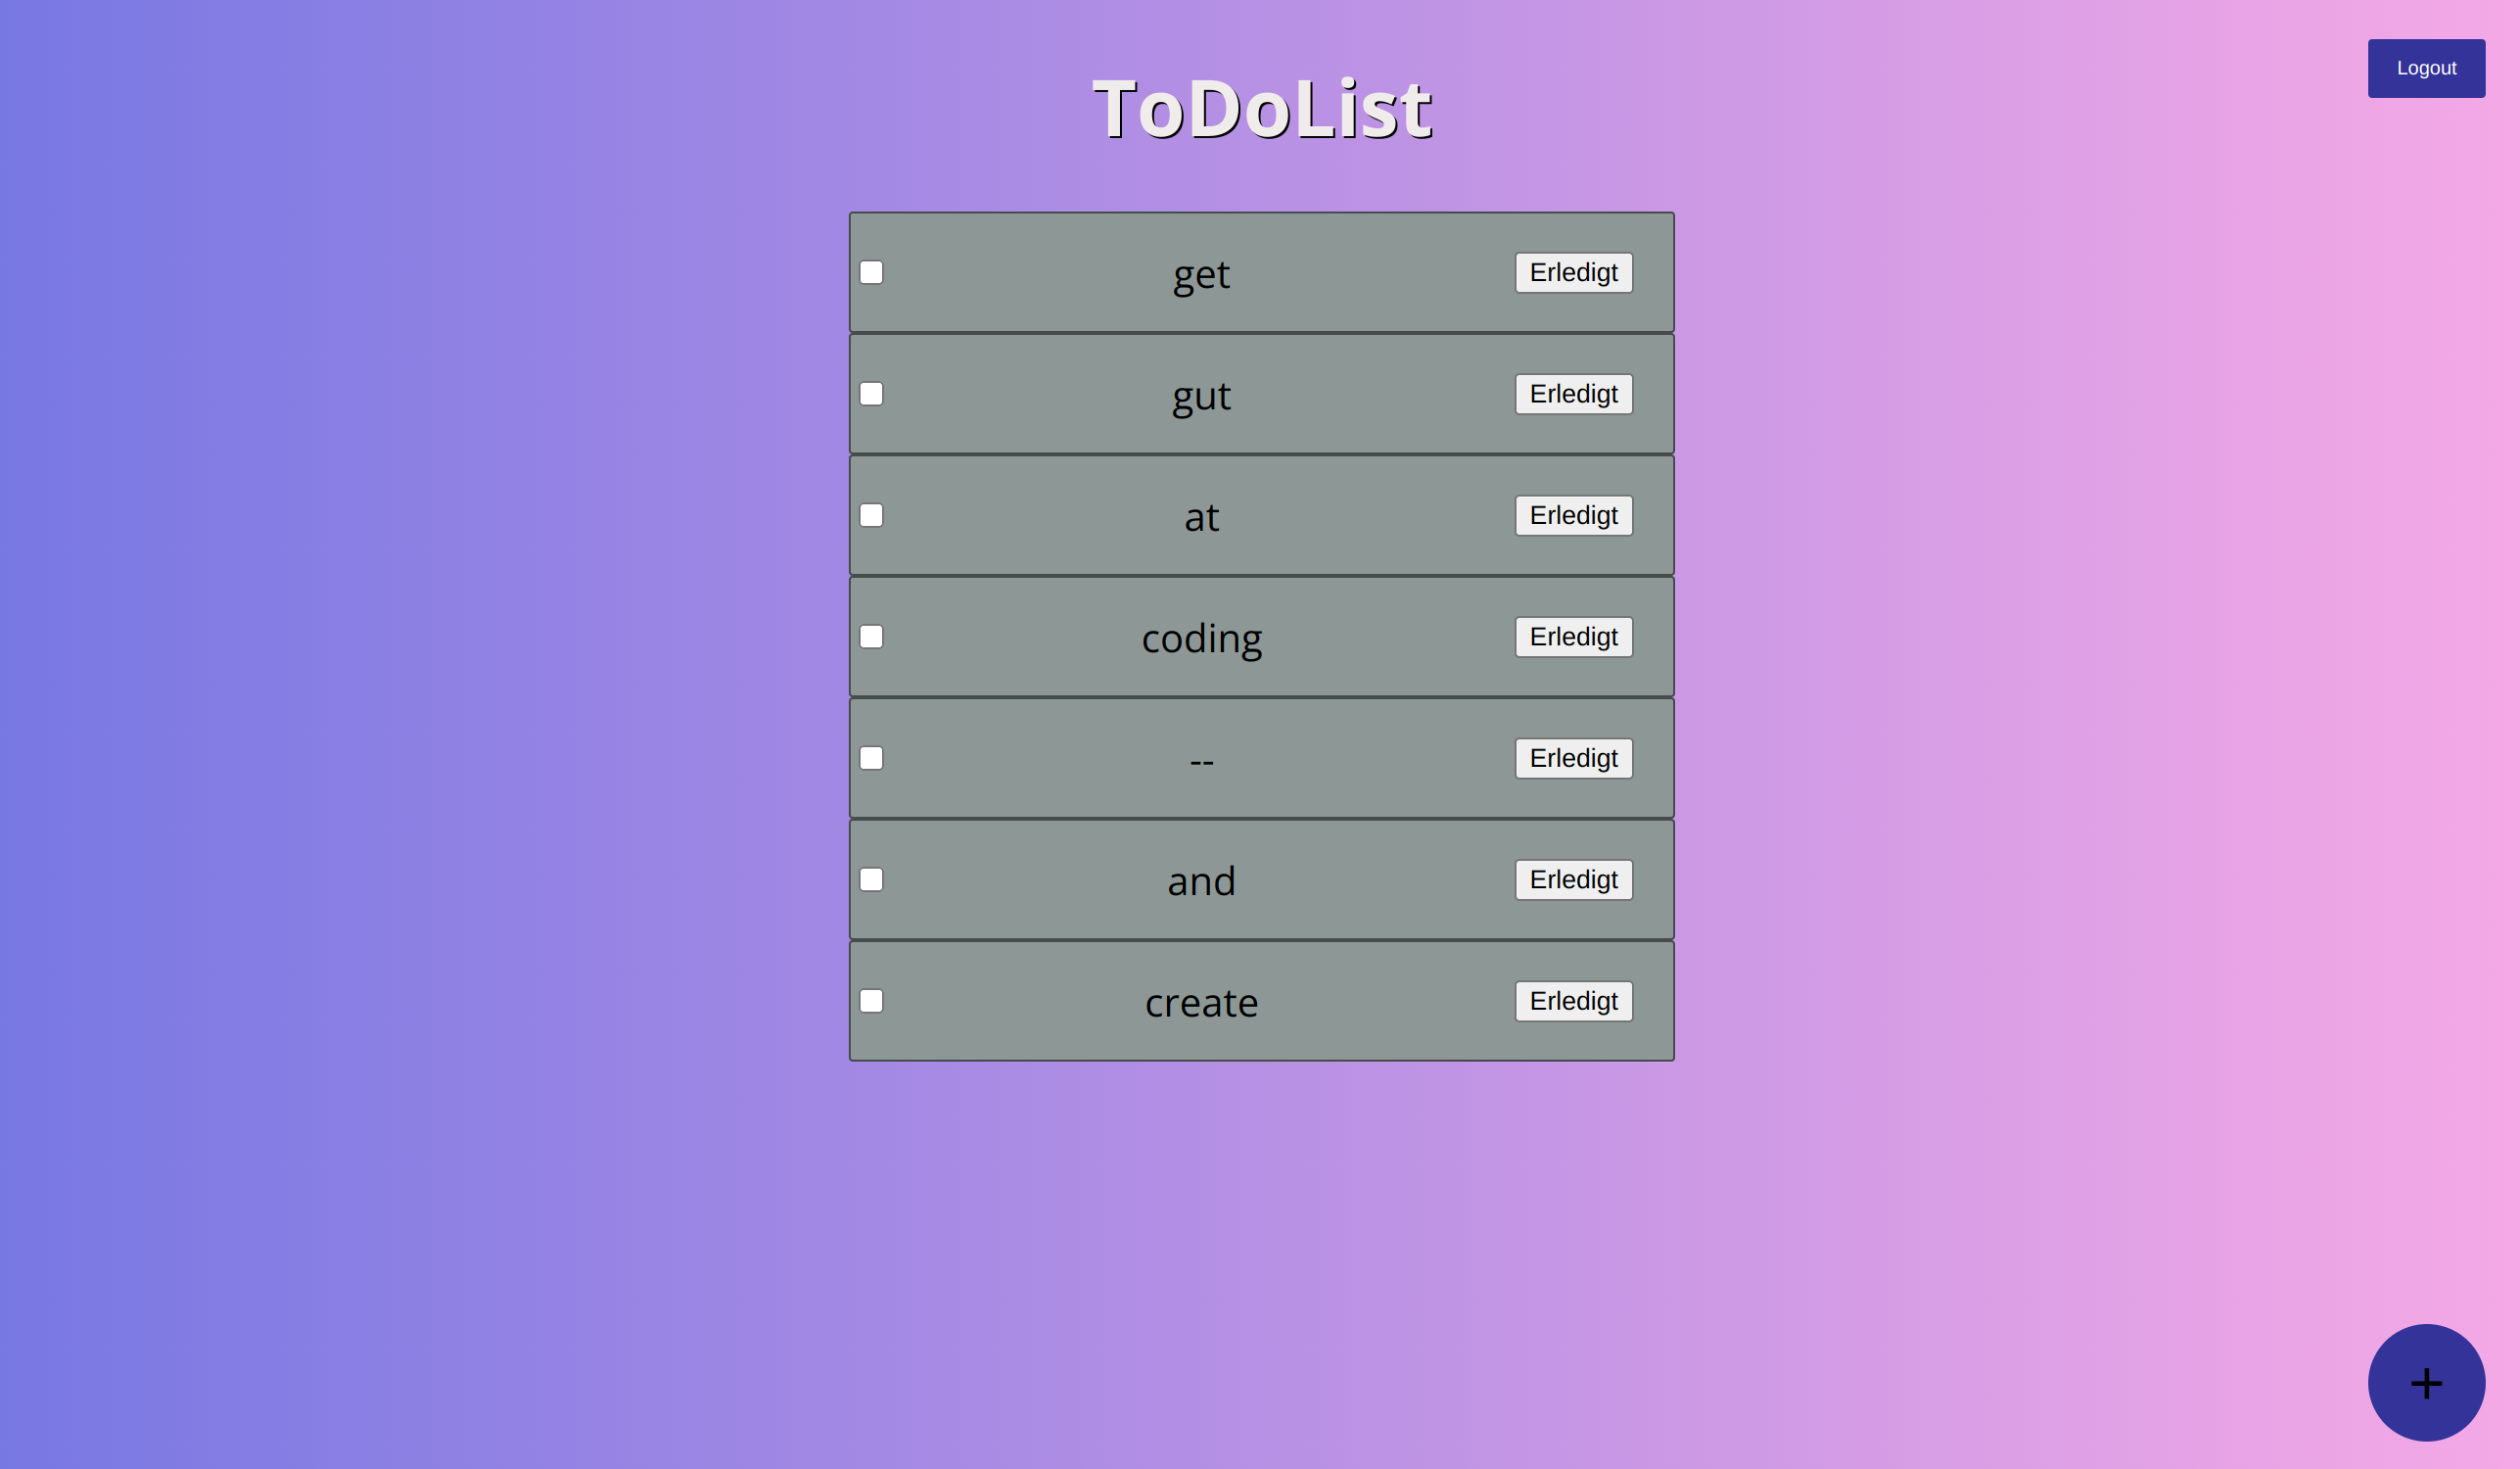 Logout
ToDoList
get Erledigt
gut Erledigt
at Erledigt
coding Erledigt
-- Erledigt
and Erledigt
create Erledigt
+